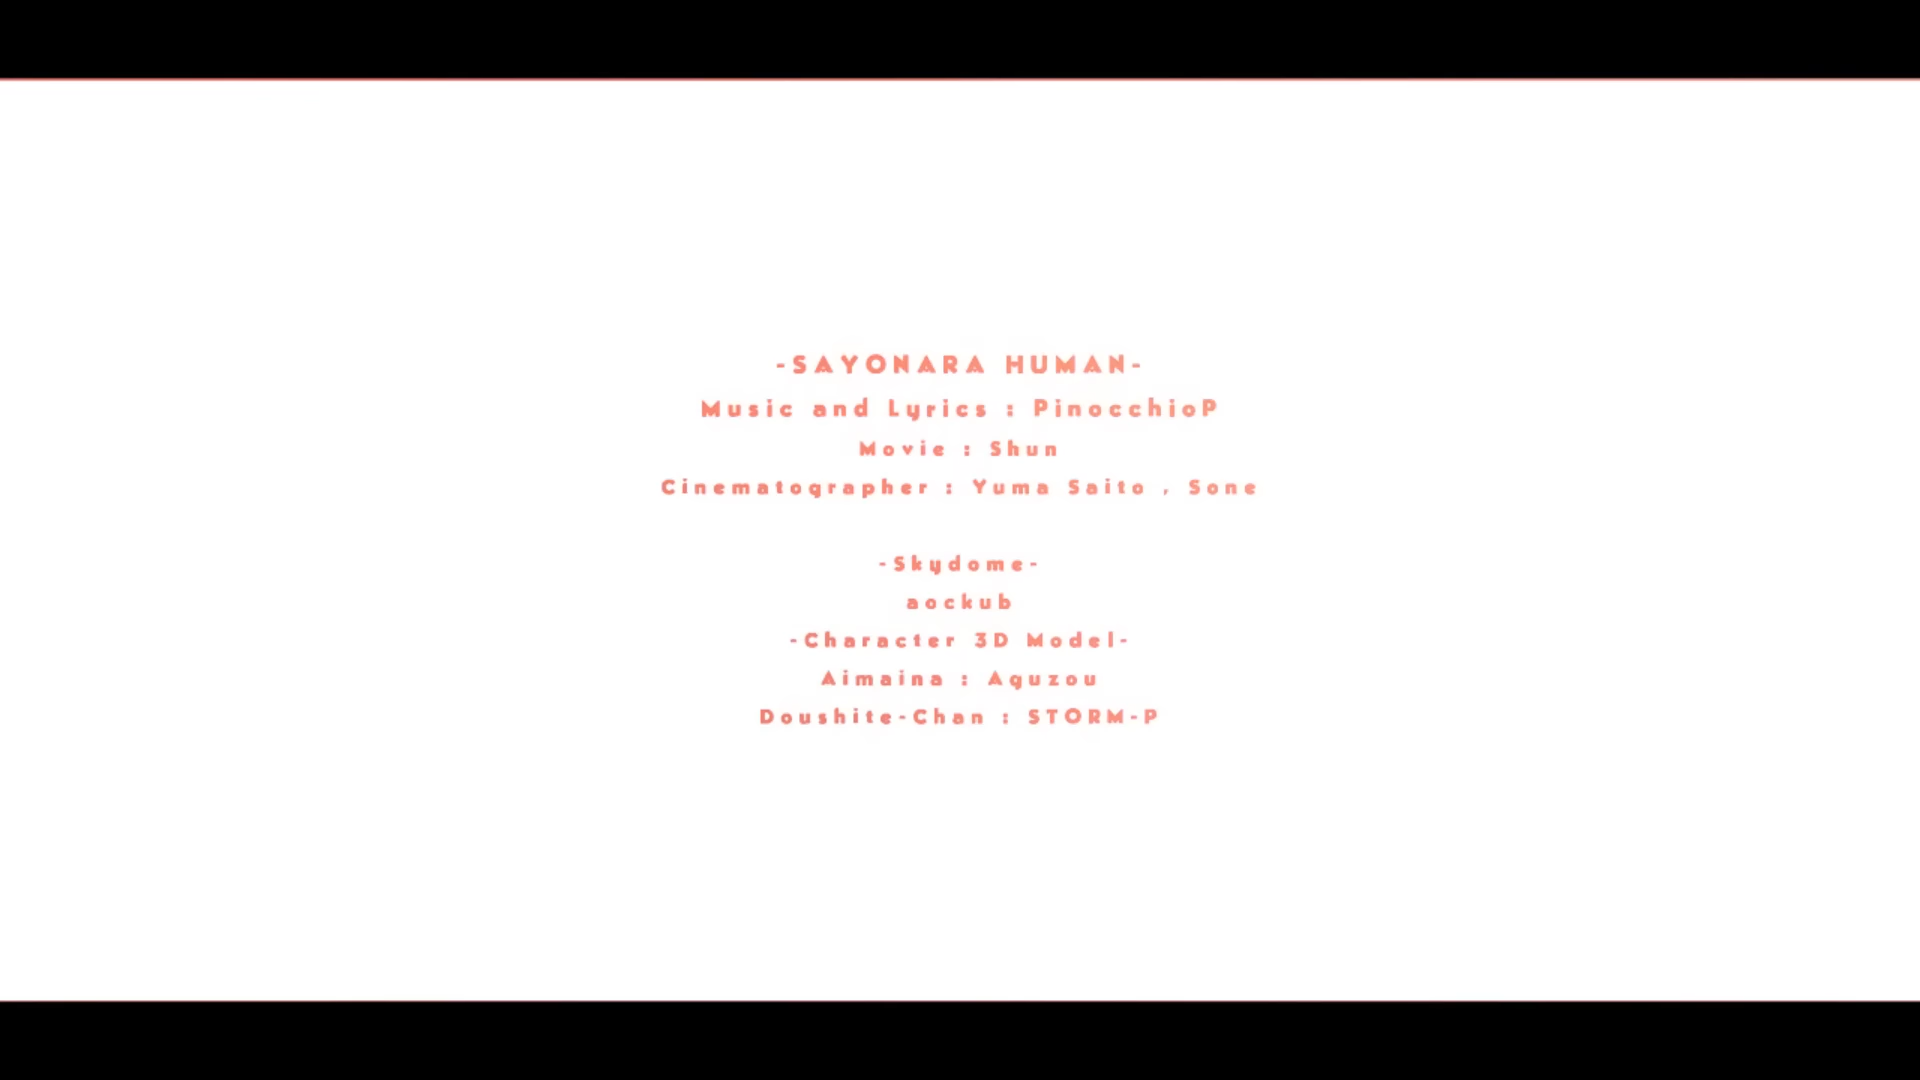 -SAYONARA HUMAN-
Music and Lyrics : PinocchioP
Movie : Shun
Cinematographer : Yuma Saito , Sone
-Skydome-
aockub
-Character 3D Model-
Aimaina : Aguzou
Doushite-Chan : STORM-P